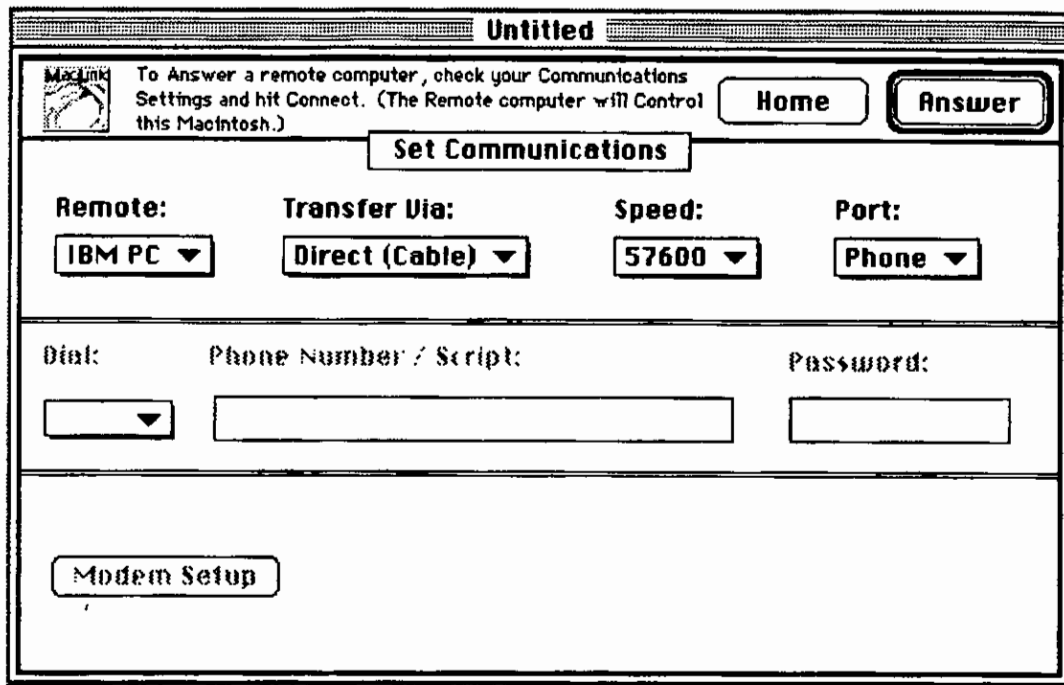 Untitled
MacLink
To Answer a remote computer, check your Communications
Settings and hit Connect. (The Remote computer will Control
this Macintosh.)
Home
Answer
Set Communications
Remote:
Transfer Via:
Speed:
Port:
IBM PC
Direct (Cable)
57600
Phone
Dial:
Phone Number / Script:
Password:
Modem Setup